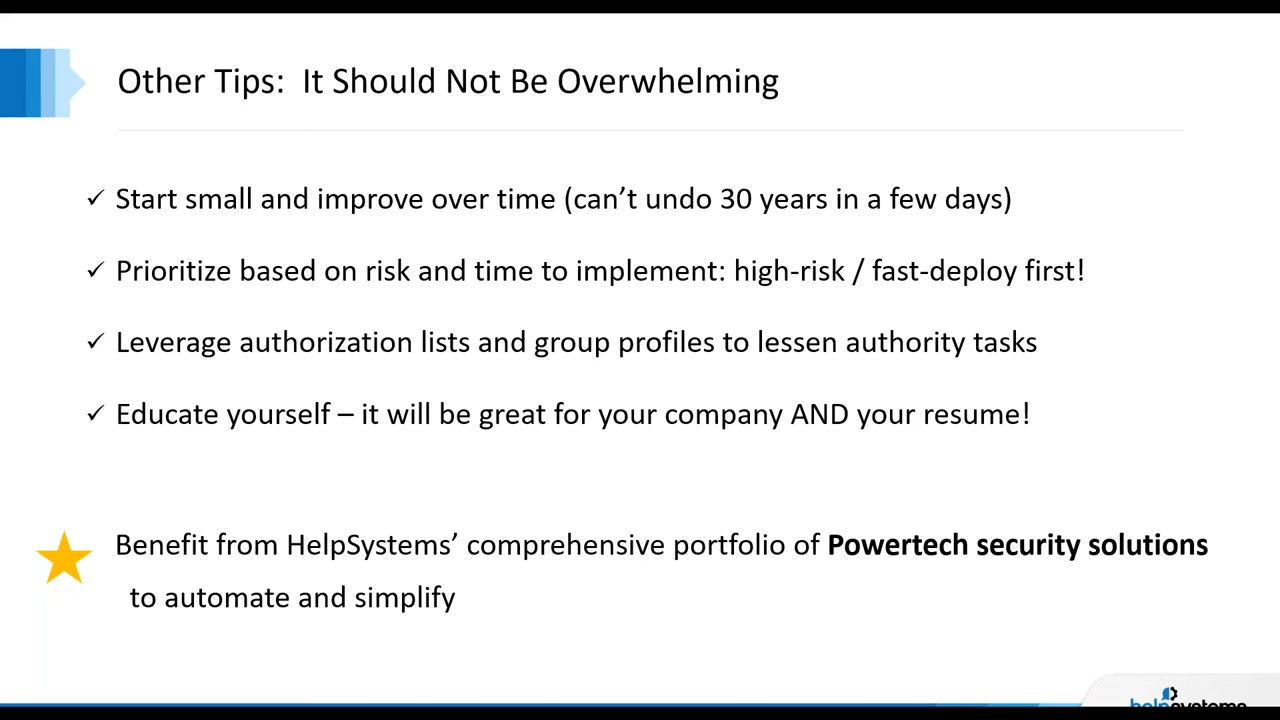 Other Tips: It Should Not Be Overwhelming
✓ Start small and improve over time (can’t undo 30 years in a few days)
✓ Prioritize based on risk and time to implement: high-risk / fast-deploy first!
✓ Leverage authorization lists and group profiles to lessen authority tasks
✓ Educate yourself – it will be great for your company AND your resume!
Benefit from HelpSystems’ comprehensive portfolio of Powertech security solutions
to automate and simplify
helpsystems